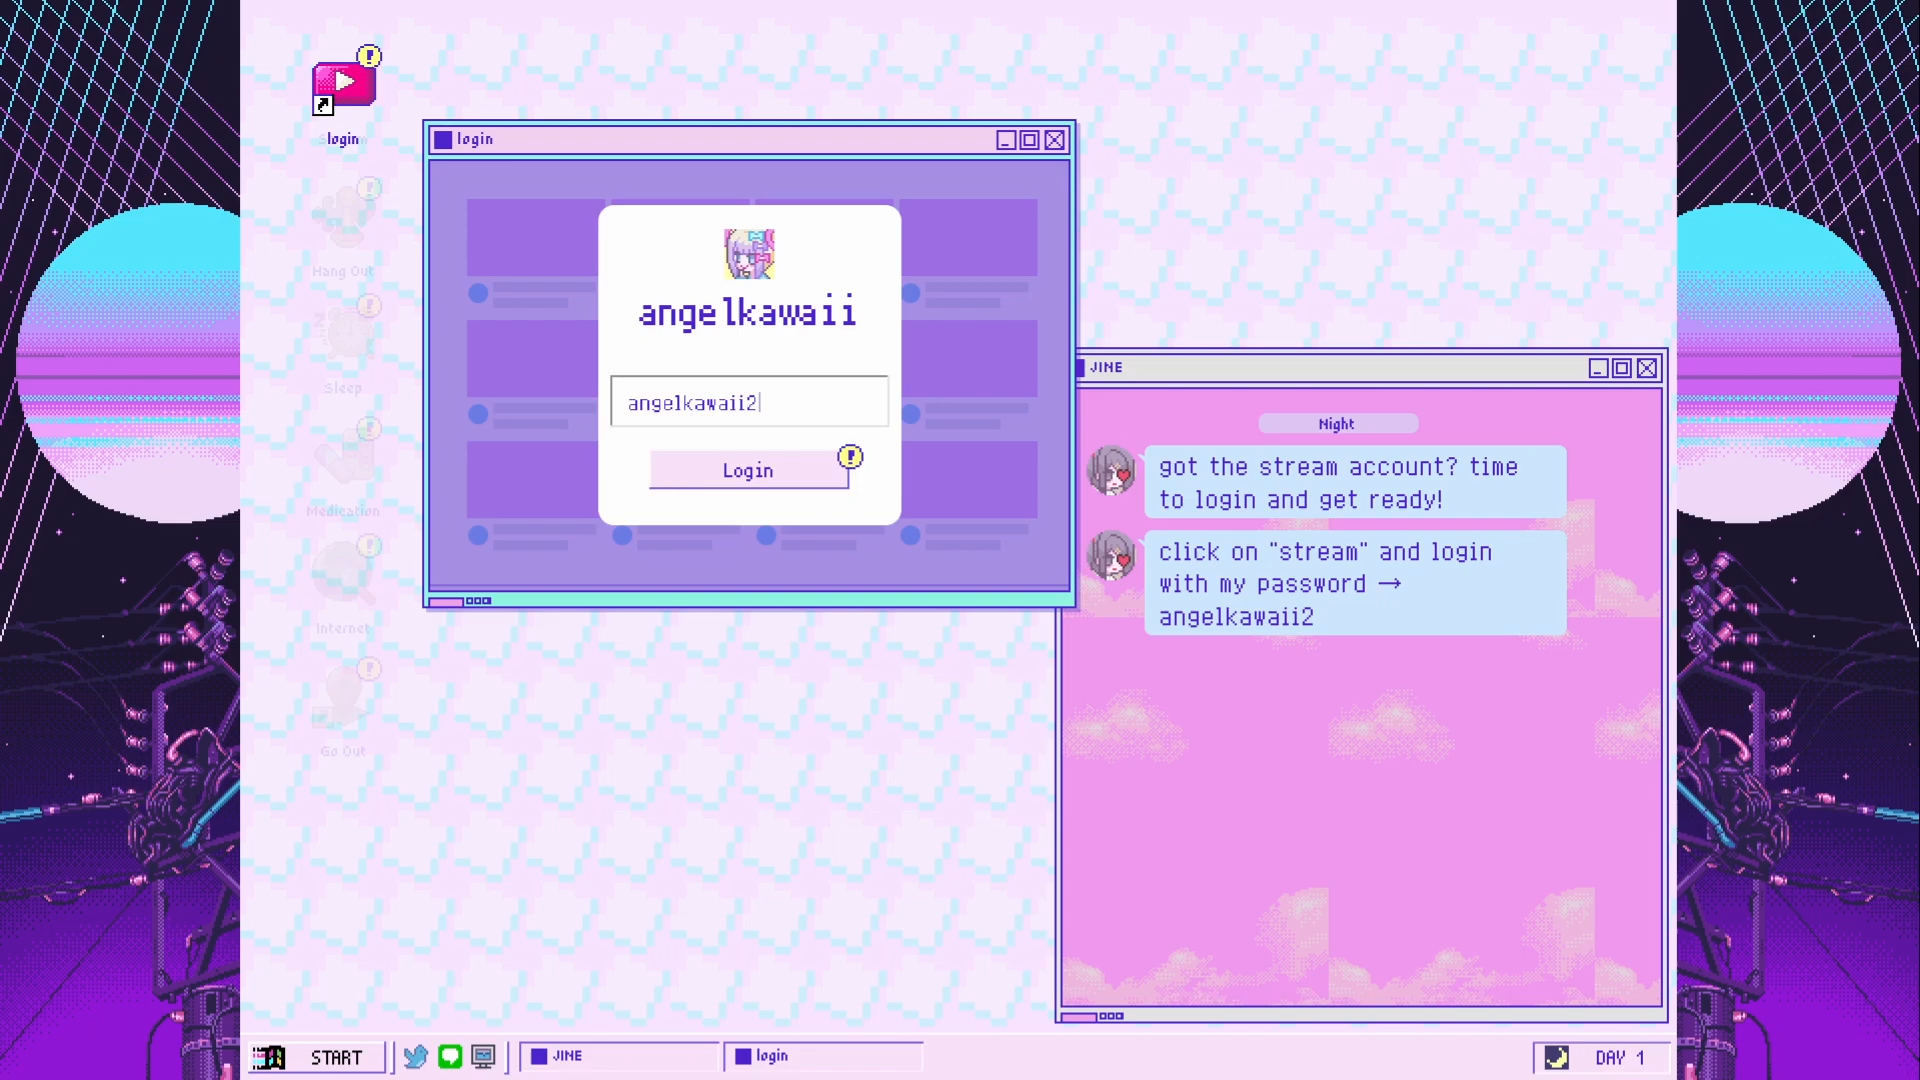 login
Hang Out
Sleep
Medication
Internet
Go Out
login
angelkawaii
angelkawaii2
Login
JINE
Night
got the stream account? time
to login and get ready!
click on "stream" and login
with my password →
angelkawaii2
START
JINE
login
DAY 1